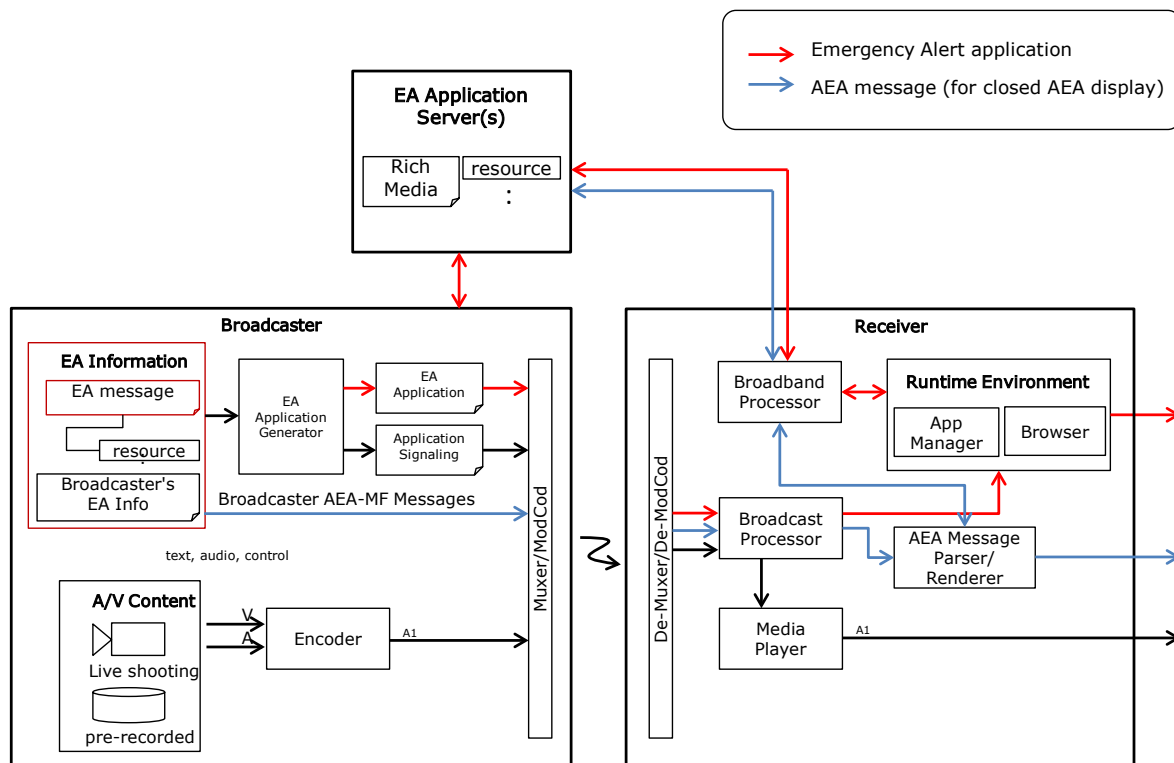 Emergency Alert application
AEA message (for closed AEA display)
EA Application
Server(s)
Rich
Media
resource
:
Broadcaster
EA Information
EA message
resource
:
Broadcaster's
EA Info
EA
Application
Generator
EA
Application
Application
Signaling
Broadcaster AEA-MF Messages
text, audio, control
A/V Content
Live shooting
pre-recorded
V
A
Encoder
A1
Muxer/ModCod
Receiver
De-Muxer/De-ModCod
Broadband
Processor
Runtime Environment
App
Manager
Browser
Broadcast
Processor
AEA Message
Parser/
Renderer
Media
Player
A1